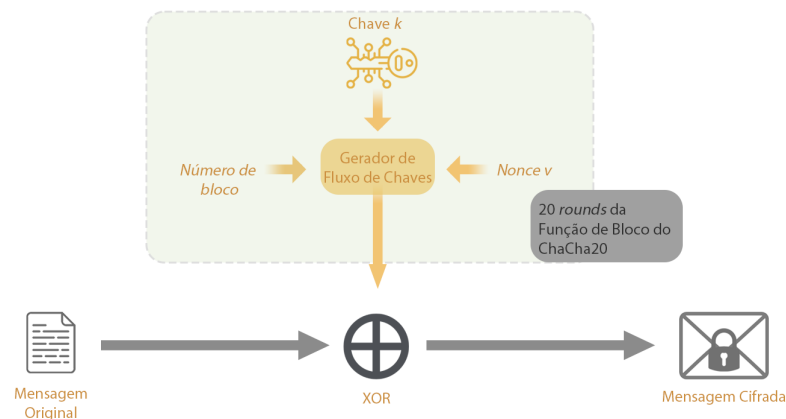 Chave k
Gerador de
Fluxo de Chaves
Número de
bloco
Nonce v
20 rounds da
Função de Bloco do
ChaCha20
Mensagem
Original
XOR
Mensagem Cifrada